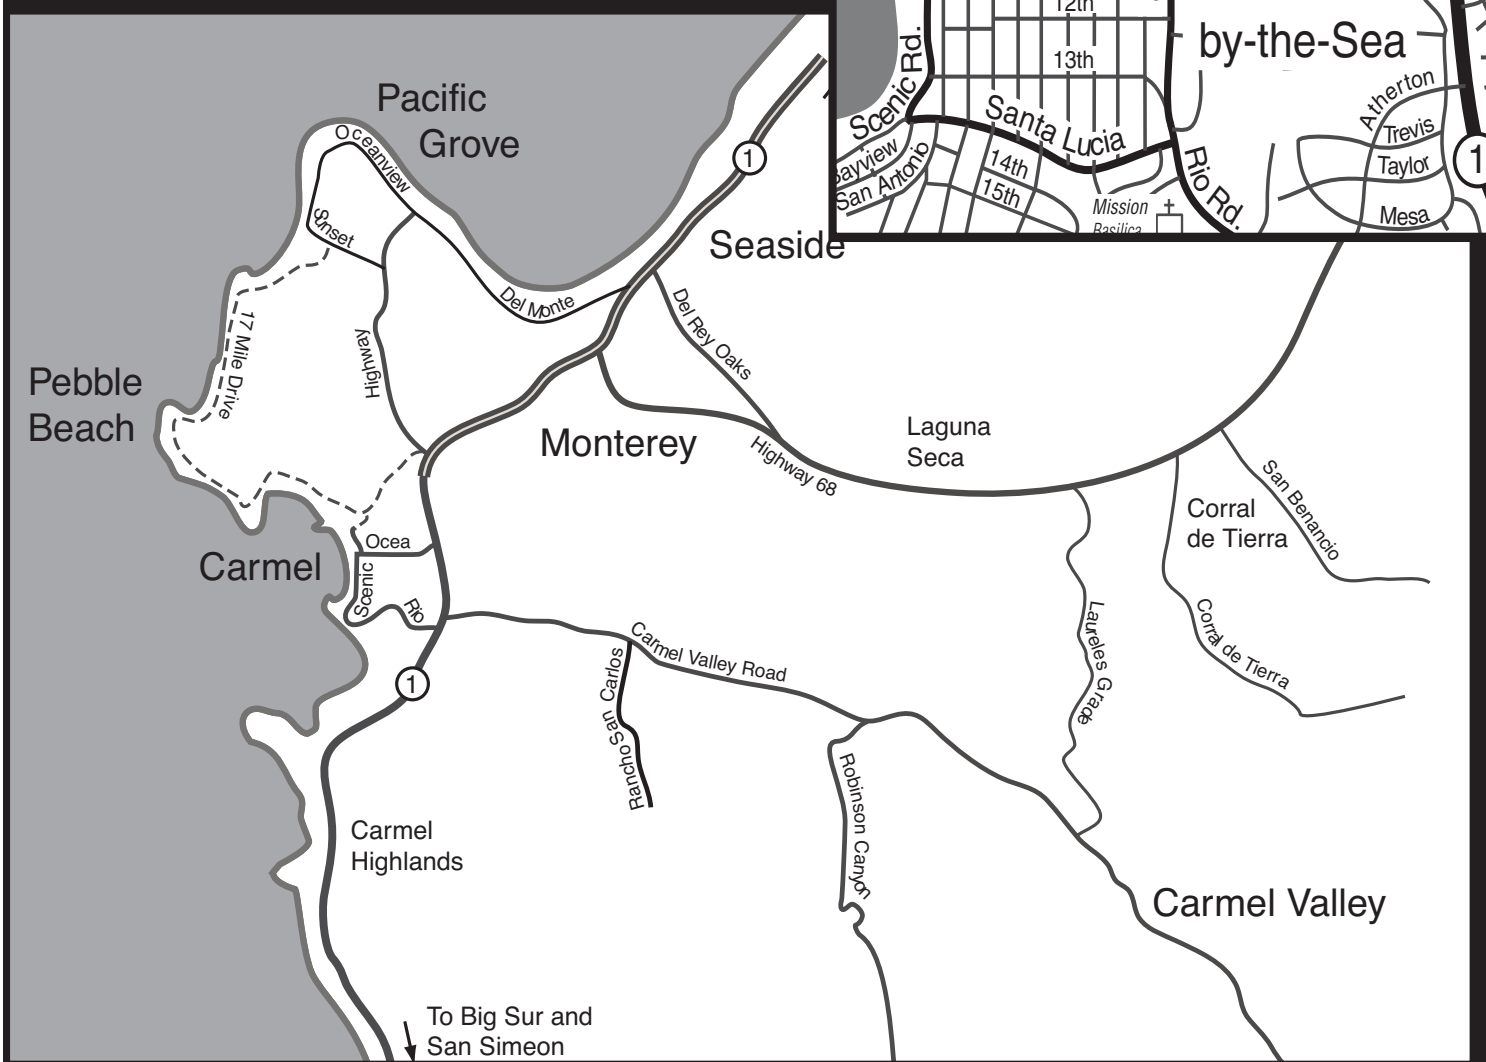 12th
by-the-Sea
13th
Scenic Rd.
Santa Lucia
Atherton
Trevis
Taylor
Mesa
1
Bayview
San Antonio
14th
15th
Rio Rd.
Mission
Basilica
Pacific
Grove
Oceanview
1
Sunset
Seaside
Del Monte
Del Rey Oaks
17 Mile Drive
Highway
Pebble
Beach
Monterey
Highway 68
Laguna
Seca
San Benancio
Corral
de Tierra
Ocea
Carmel
Scenic
Rio
Laureles Grade
Corral de Tierra
Carmel Valley Road
Rancho San Carlos
1
Robinson Canyon
Carmel
Highlands
Carmel Valley
To Big Sur and
San Simeon